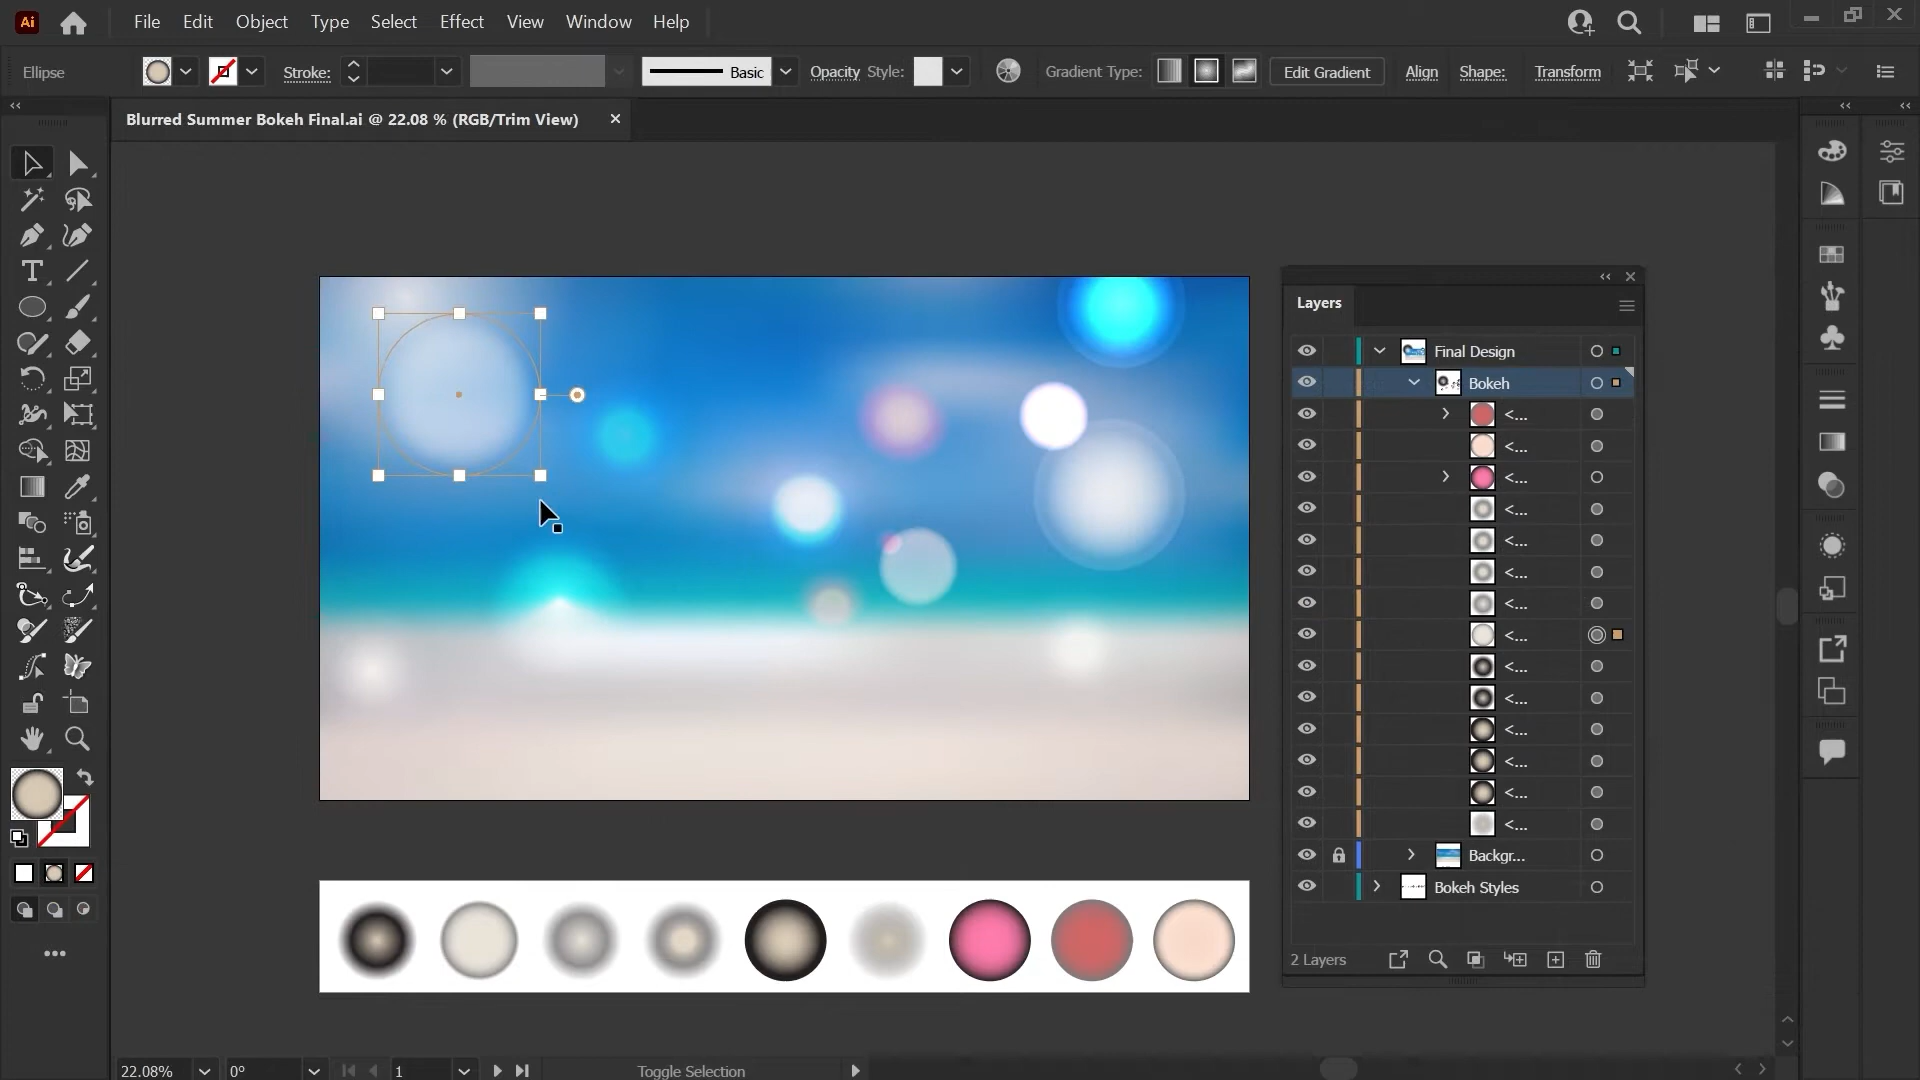 Ai File Edit Object Type Select Effect View Window Help
Ellipse Stroke: Basic Opacity Style: Gradient Type: Edit Gradient Align Shape: Transform
Blurred Summer Bokeh Final.ai @ 22.08 % (RGB/Trim View) ×
Layers
Final Design
Bokeh
<...
<...
<...
<...
<...
<...
<...
<...
<...
<...
<...
<...
<...
<...
Backgr...
Bokeh Styles
2 Layers
22.08% 0° 1 Toggle Selection